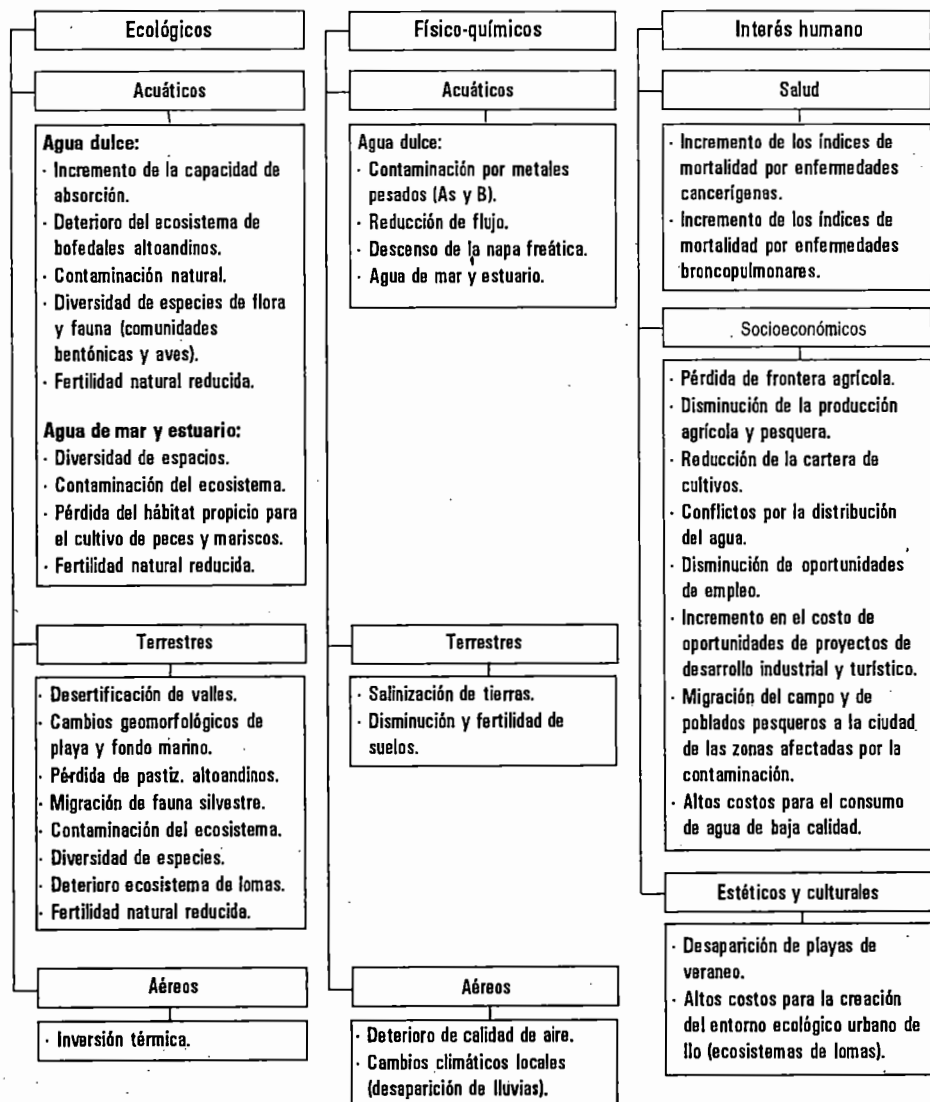 Ecológicos
Acuáticos
Agua dulce:
· Incremento de la capacidad de
absorción.
· Deterioro del ecosistema de
bofedales altoandinos.
· Contaminación natural.
· Diversidad de especies de flora
y fauna (comunidades
bentónicas y aves).
· Fertilidad natural reducida.
Agua de mar y estuario:
· Diversidad de espacios.
· Contaminación del ecosistema.
· Pérdida del hábitat propicio para
el cultivo de peces y mariscos.
· Fertilidad natural reducida.
Terrestres
· Desertificación de valles.
· Cambios geomorfológicos de
playa y fondo marino.
· Pérdida de pastiz. altoandinos.
· Migración de fauna silvestre.
· Contaminación del ecosistema.
· Diversidad de especies.
· Deterioro ecosistema de lomas.
· Fertilidad natural reducida.
Aéreos
· Inversión térmica.
Físico-químicos
Acuáticos
Agua dulce:
· Contaminación por metales
pesados (As y B).
· Reducción de flujo.
· Descenso de la napa freática.
· Agua de mar y estuario.
Terrestres
· Salinización de tierras.
· Disminución y fertilidad de
suelos.
Aéreos
· Deterioro de calidad de aire.
· Cambios climáticos locales
(desaparición de lluvias).
Interés humano
Salud
· Incremento de los índices de
mortalidad por enfermedades
cancerígenas.
· Incremento de los índices de
mortalidad por enfermedades
broncopulmonares.
Socioeconómicos
· Pérdida de frontera agrícola.
· Disminución de la producción
agrícola y pesquera.
· Reducción de la cartera de
cultivos.
· Conflictos por la distribución
del agua.
· Disminución de oportunidades
de empleo.
· Incremento en el costo de
oportunidades de proyectos de
desarrollo industrial y turístico.
· Migración del campo y de
poblados pesqueros a la ciudad
de las zonas afectadas por la
contaminación.
· Altos costos para el consumo
de agua de baja calidad.
Estéticos y culturales
· Desaparición de playas de
veraneo.
· Altos costos para la creación
del entorno ecológico urbano de
Ilo (ecosistemas de lomas).